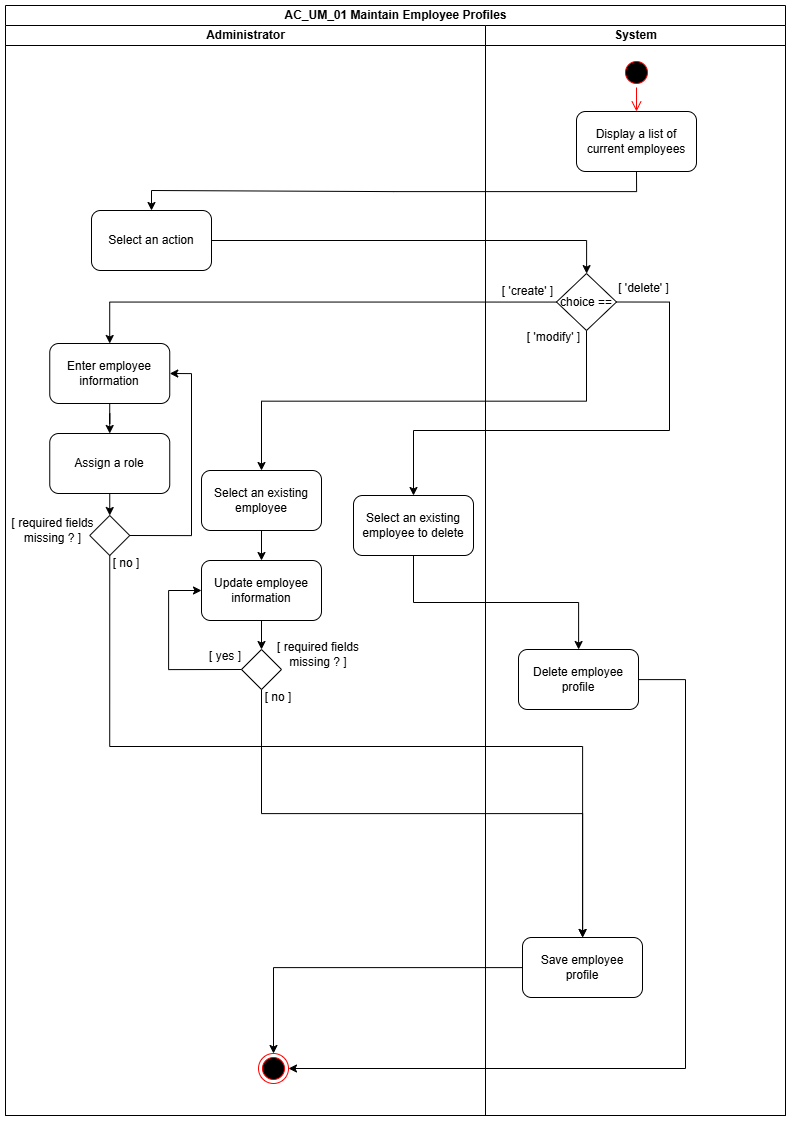 AC_UM_01 Maintain Employee Profiles
Administrator
System
Display a list of
current employees
Select an action
[ 'create' ]
[ 'delete' ]
choice ==
[ 'modify' ]
Enter employee
information
Assign a role
Select an existing
employee
Select an existing
employee to delete
[ required fields
missing ? ]
[ no ]
Update employee
information
[ yes ]
[ required fields
missing ? ]
[ no ]
Delete employee
profile
Save employee
profile